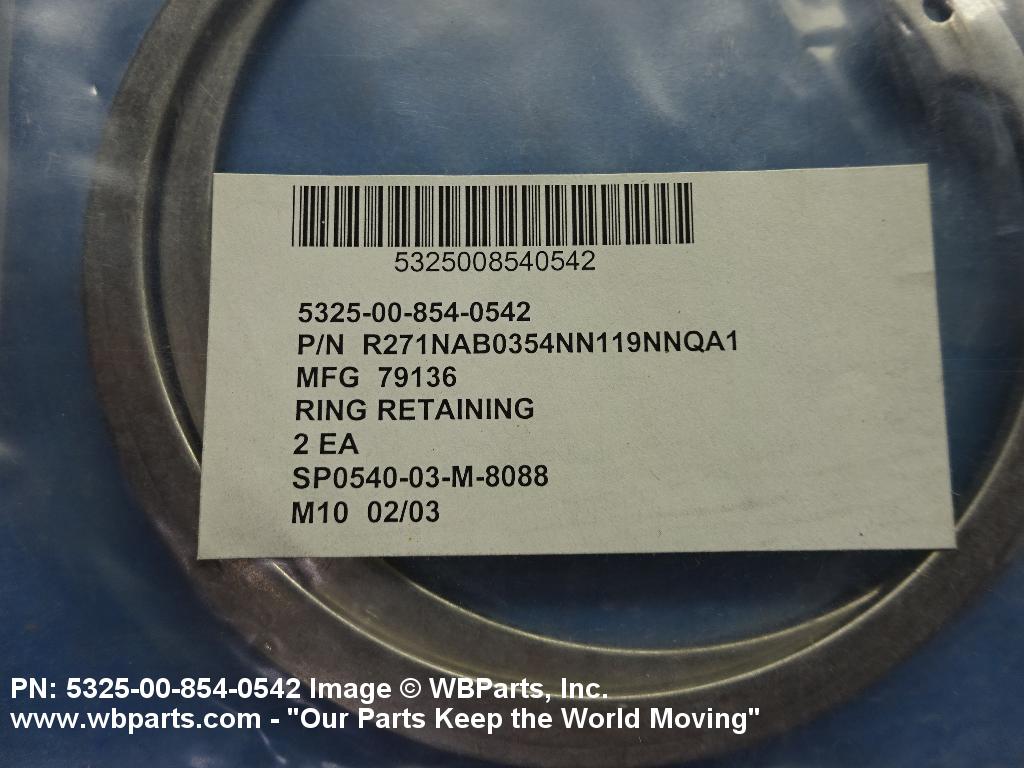 5325008540542
5325-00-854-0542
P/N R271NAB0354NN119NNQA1
MFG 79136
RING RETAINING
2 EA
SP0540-03-M-8088
M10 02/03
PN: 5325-00-854-0542 Image © WBParts, Inc.
www.wbparts.com - "Our Parts Keep the World Moving"